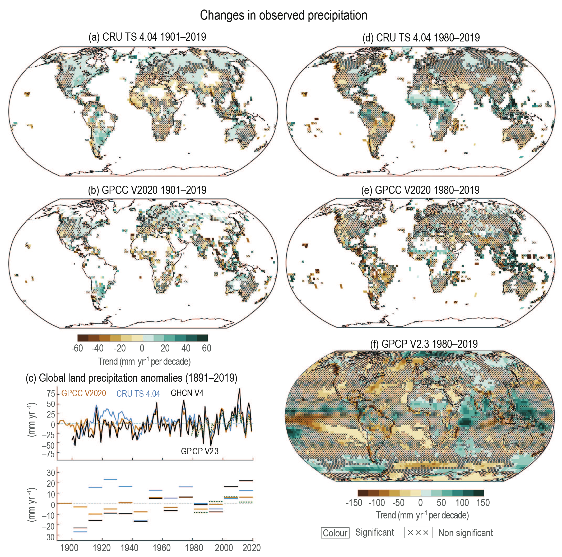 Changes in observed precipitation
(a) CRU TS 4.04 1901–2019
(d) CRU TS 4.04 1980–2019
(b) GPCC V2020 1901–2019
(e) GPCC V2020 1980–2019
60 40 20 0 20 40 60
Trend (mm yr⁻¹ per decade)
(c) Global land precipitation anomalies (1891–2019)
GPCC V2020 CRU TS 4.04 GHCN V4
GPCP V2.3
(mm yr⁻¹)
75
50
25
0
-25
-50
(mm yr⁻¹)
30
20
10
0
-10
-20
-30
1900 1920 1940 1960 1980 2000 2020
(f) GPCP V2.3 1980–2019
-150 -100 -50 0 50 100 150
Trend (mm yr⁻¹ per decade)
Colour Significant ××× Non significant